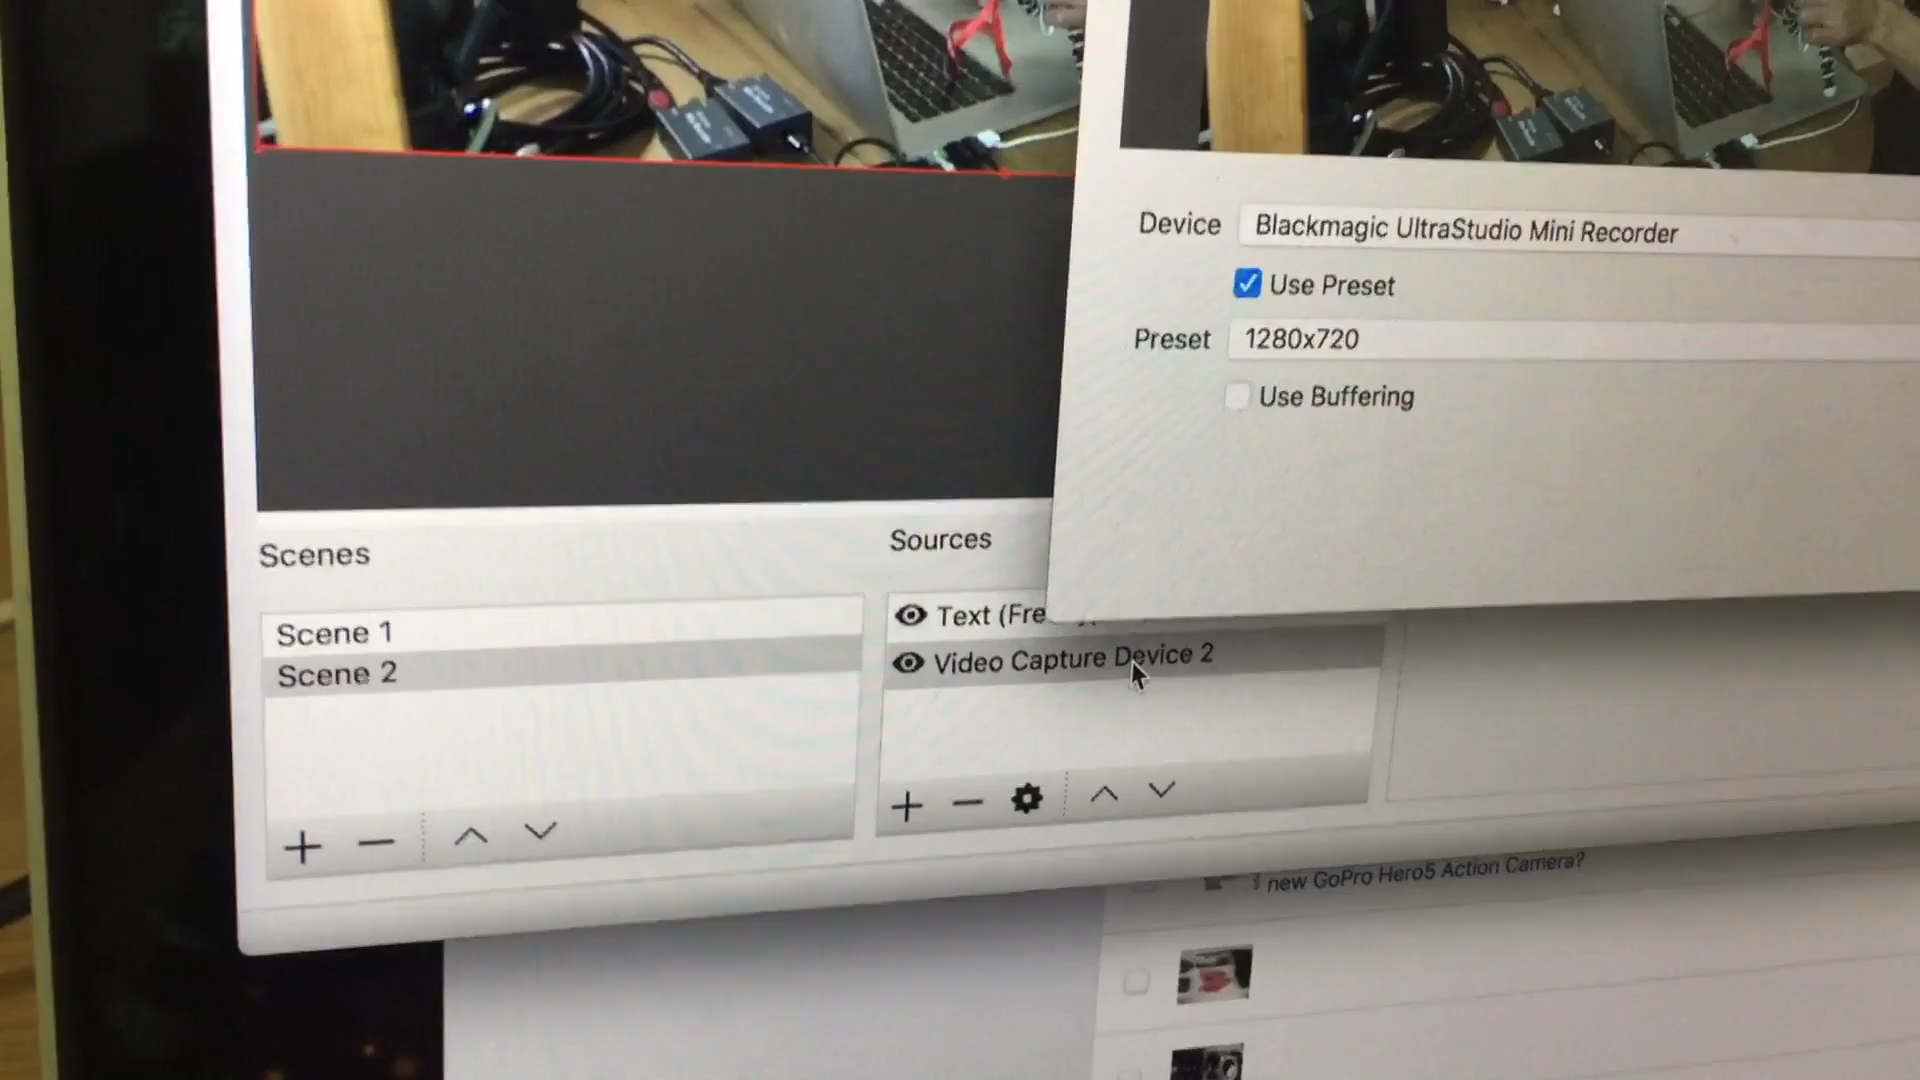 Device Blackmagic UltraStudio Mini Recorder
Use Preset
Preset 1280x720
Use Buffering
Scenes
Scene 1
Scene 2
Sources
Text (Fre
Video Capture Device 2
new GoPro Hero5 Action Camera?